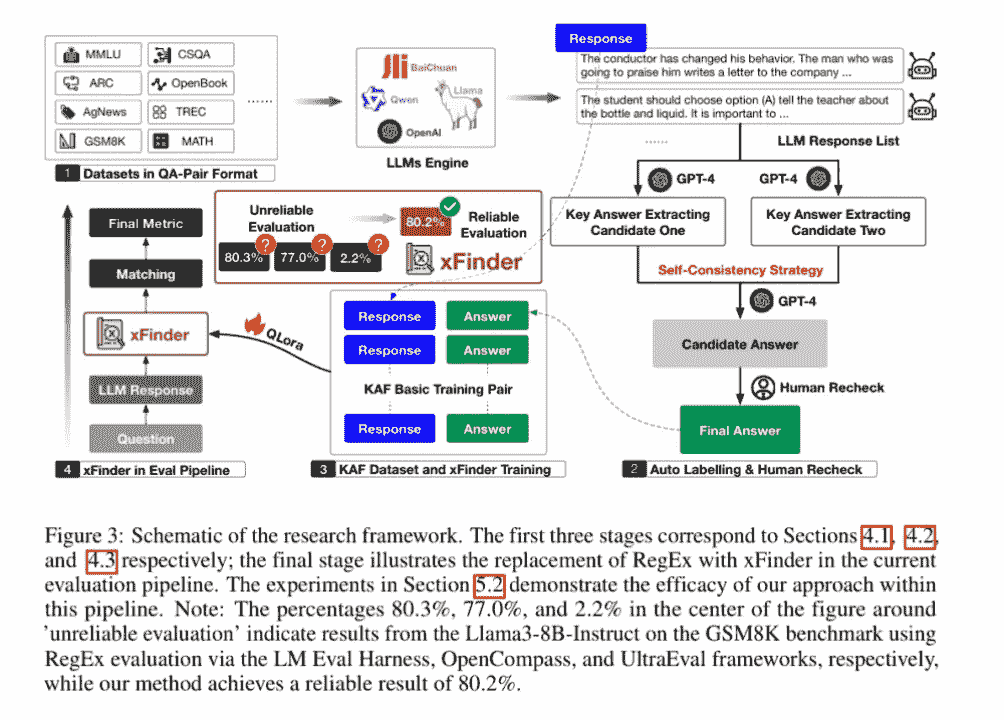 Response
MMLU
CSQA
ARC
OpenBook
AgNews
TREC
GSM8K
MATH
......
1 Datasets in QA-Pair Format
BaiChuan
Qwen
Llama
OpenAI
LLMs Engine
The conductor has changed his behavior. The man who was
going to praise him writes a letter to the company ...
The student should choose option (A) tell the teacher about
the bottle and liquid. It is important to ...
......
LLM Response List
GPT-4
GPT-4
Key Answer Extracting
Candidate One
Key Answer Extracting
Candidate Two
Self-Consistency Strategy
GPT-4
Candidate Answer
Human Recheck
Final Answer
2 Auto Labelling & Human Recheck
Unreliable
Evaluation
80.3% ?
77.0% ?
2.2% ?
80.2%
Reliable
Evaluation
xFinder
Response Answer
Response Answer
KAF Basic Training Pair
Response Answer
3 KAF Dataset and xFinder Training
QLora
Final Metric
Matching
xFinder
LLM Response
Question
4 xFinder in Eval Pipeline
Figure 3: Schematic of the research framework. The first three stages correspond to Sections 4.1, 4.2,
and 4.3 respectively; the final stage illustrates the replacement of RegEx with xFinder in the current
evaluation pipeline. The experiments in Section 5.2 demonstrate the efficacy of our approach within
this pipeline. Note: The percentages 80.3%, 77.0%, and 2.2% in the center of the figure around
'unreliable evaluation' indicate results from the Llama3-8B-Instruct on the GSM8K benchmark using
RegEx evaluation via the LM Eval Harness, OpenCompass, and UltraEval frameworks, respectively,
while our method achieves a reliable result of 80.2%.